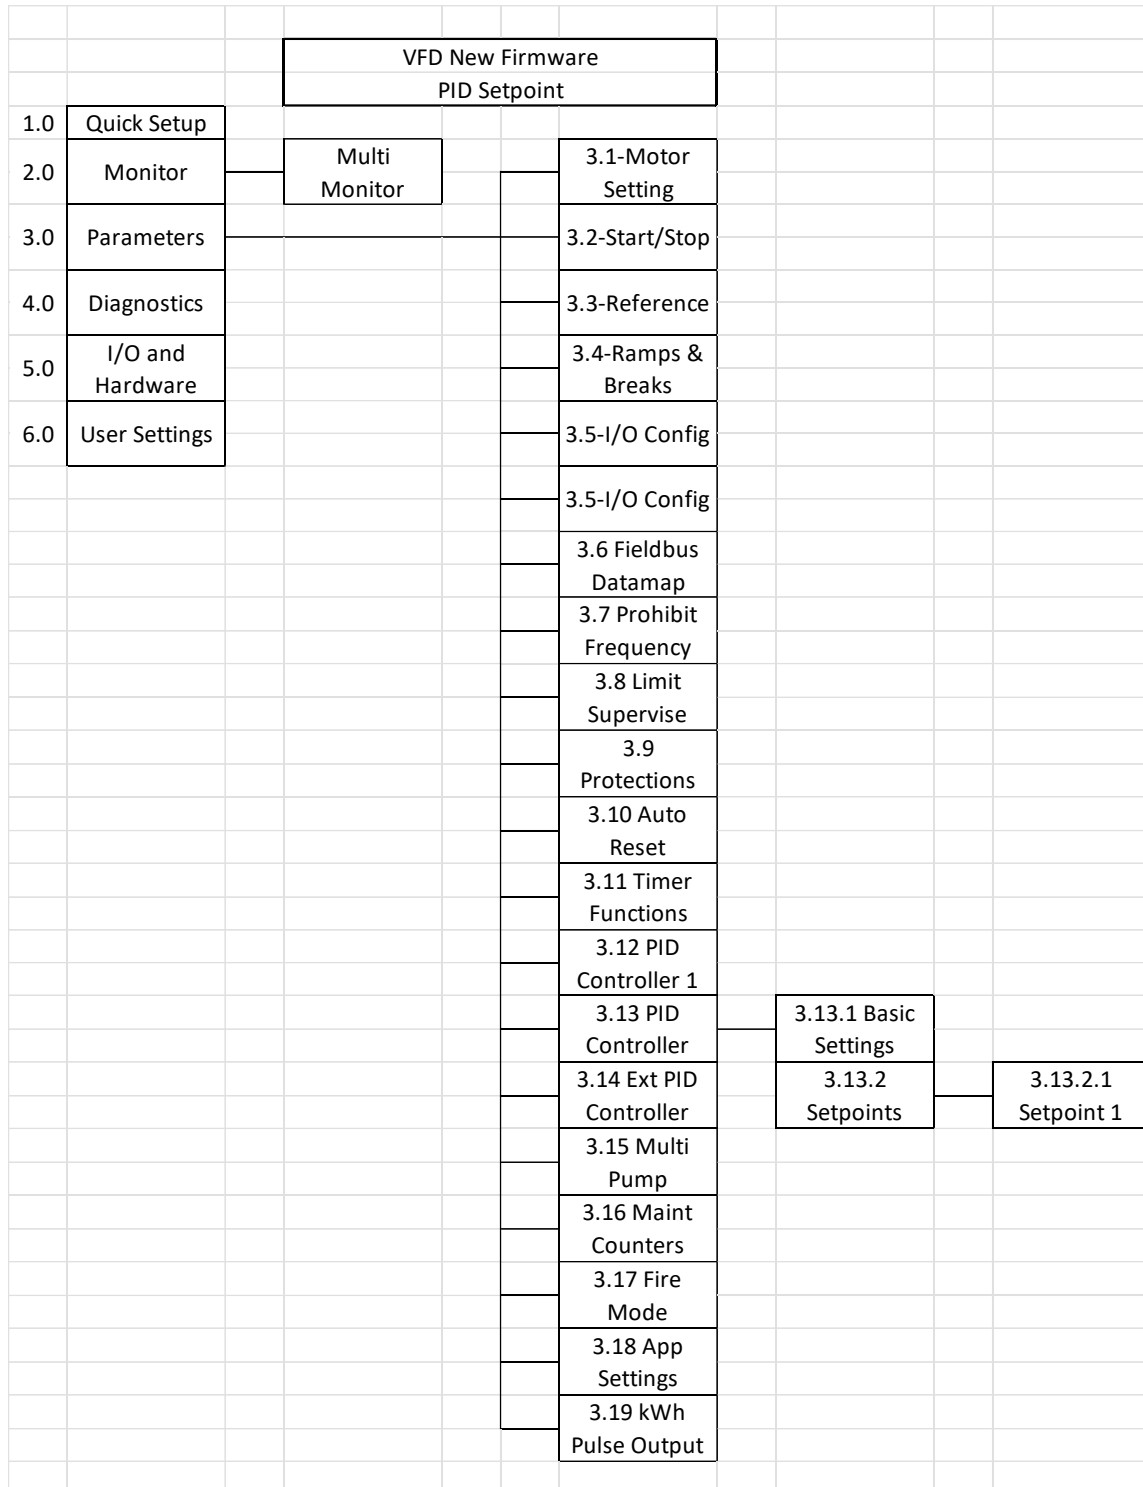 VFD New Firmware
PID Setpoint
1.0
Quick Setup
2.0
Monitor
Multi
Monitor
3.1-Motor
Setting
3.0
Parameters
3.2-Start/Stop
4.0
Diagnostics
3.3-Reference
5.0
I/O and
Hardware
3.4-Ramps &
Breaks
6.0
User Settings
3.5-I/O Config
3.5-I/O Config
3.6 Fieldbus
Datamap
3.7 Prohibit
Frequency
3.8 Limit
Supervise
3.9
Protections
3.10 Auto
Reset
3.11 Timer
Functions
3.12 PID
Controller 1
3.13 PID
Controller
3.13.1 Basic
Settings
3.14 Ext PID
Controller
3.13.2
Setpoints
3.13.2.1
Setpoint 1
3.15 Multi
Pump
3.16 Maint
Counters
3.17 Fire
Mode
3.18 App
Settings
3.19 kWh
Pulse Output